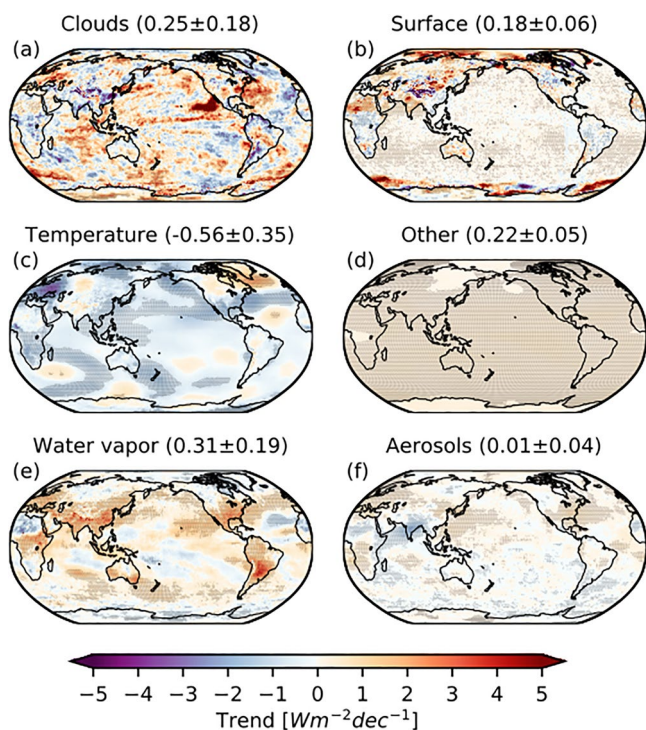 Clouds (0.25±0.18)
Surface (0.18±0.06)
(a)
(b)
Temperature (-0.56±0.35)
Other (0.22±0.05)
(c)
(d)
Water vapor (0.31±0.19)
Aerosols (0.01±0.04)
(e)
(f)
−5 −4 −3 −2 −1 0 1 2 3 4 5
Trend [Wm⁻²dec⁻¹]